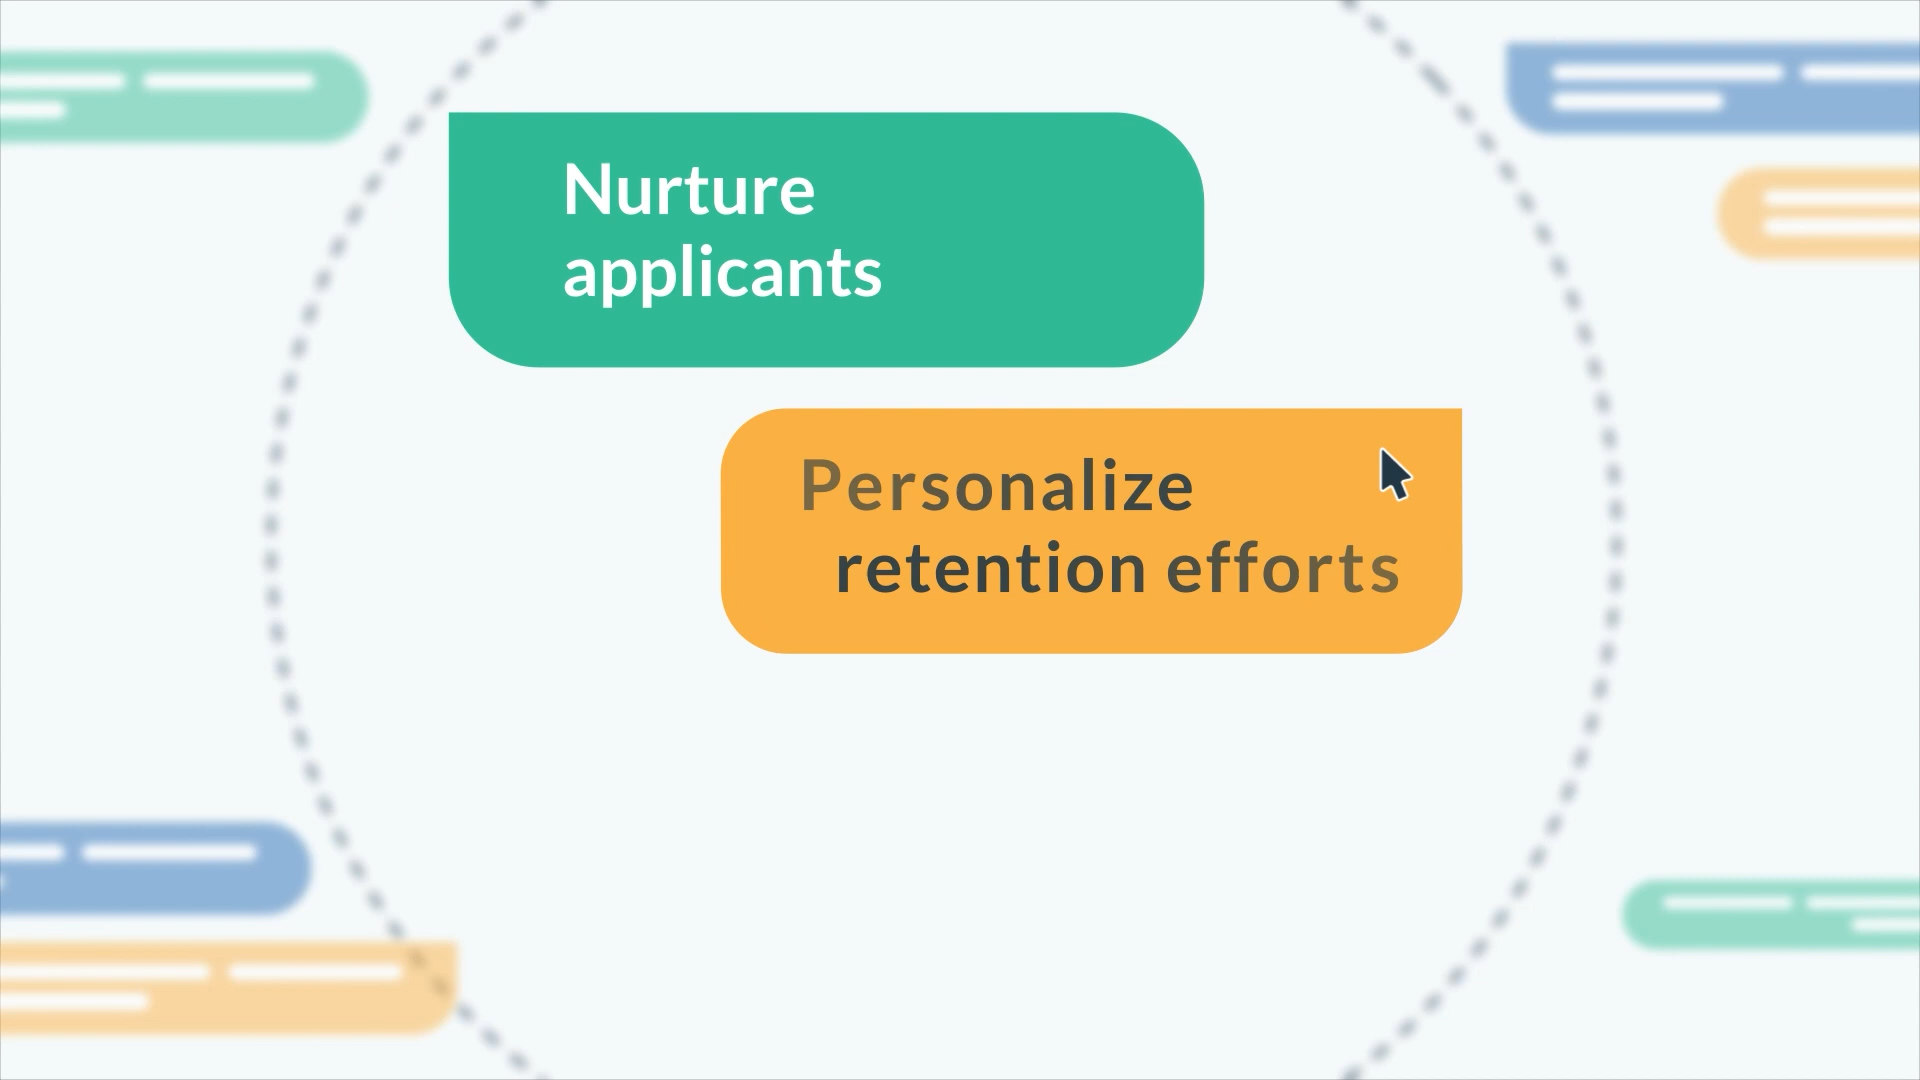 Nurture
applicants
Personalize
retention efforts